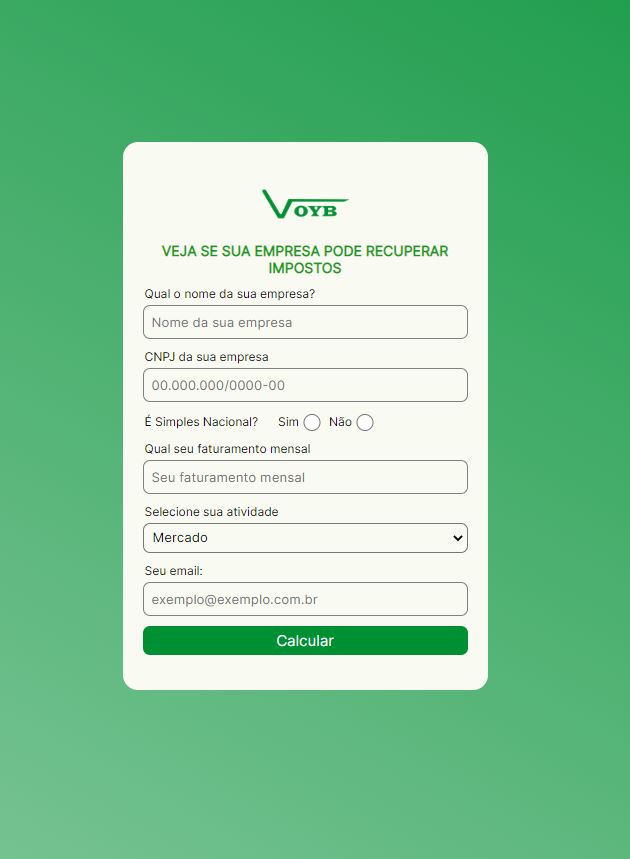 VOYB
VEJA SE SUA EMPRESA PODE RECUPERAR
IMPOSTOS
Qual o nome da sua empresa?
Nome da sua empresa
CNPJ da sua empresa
00.000.000/0000-00
É Simples Nacional? Sim Não
Qual seu faturamento mensal
Seu faturamento mensal
Selecione sua atividade
Mercado
Seu email:
exemplo@exemplo.com.br
Calcular